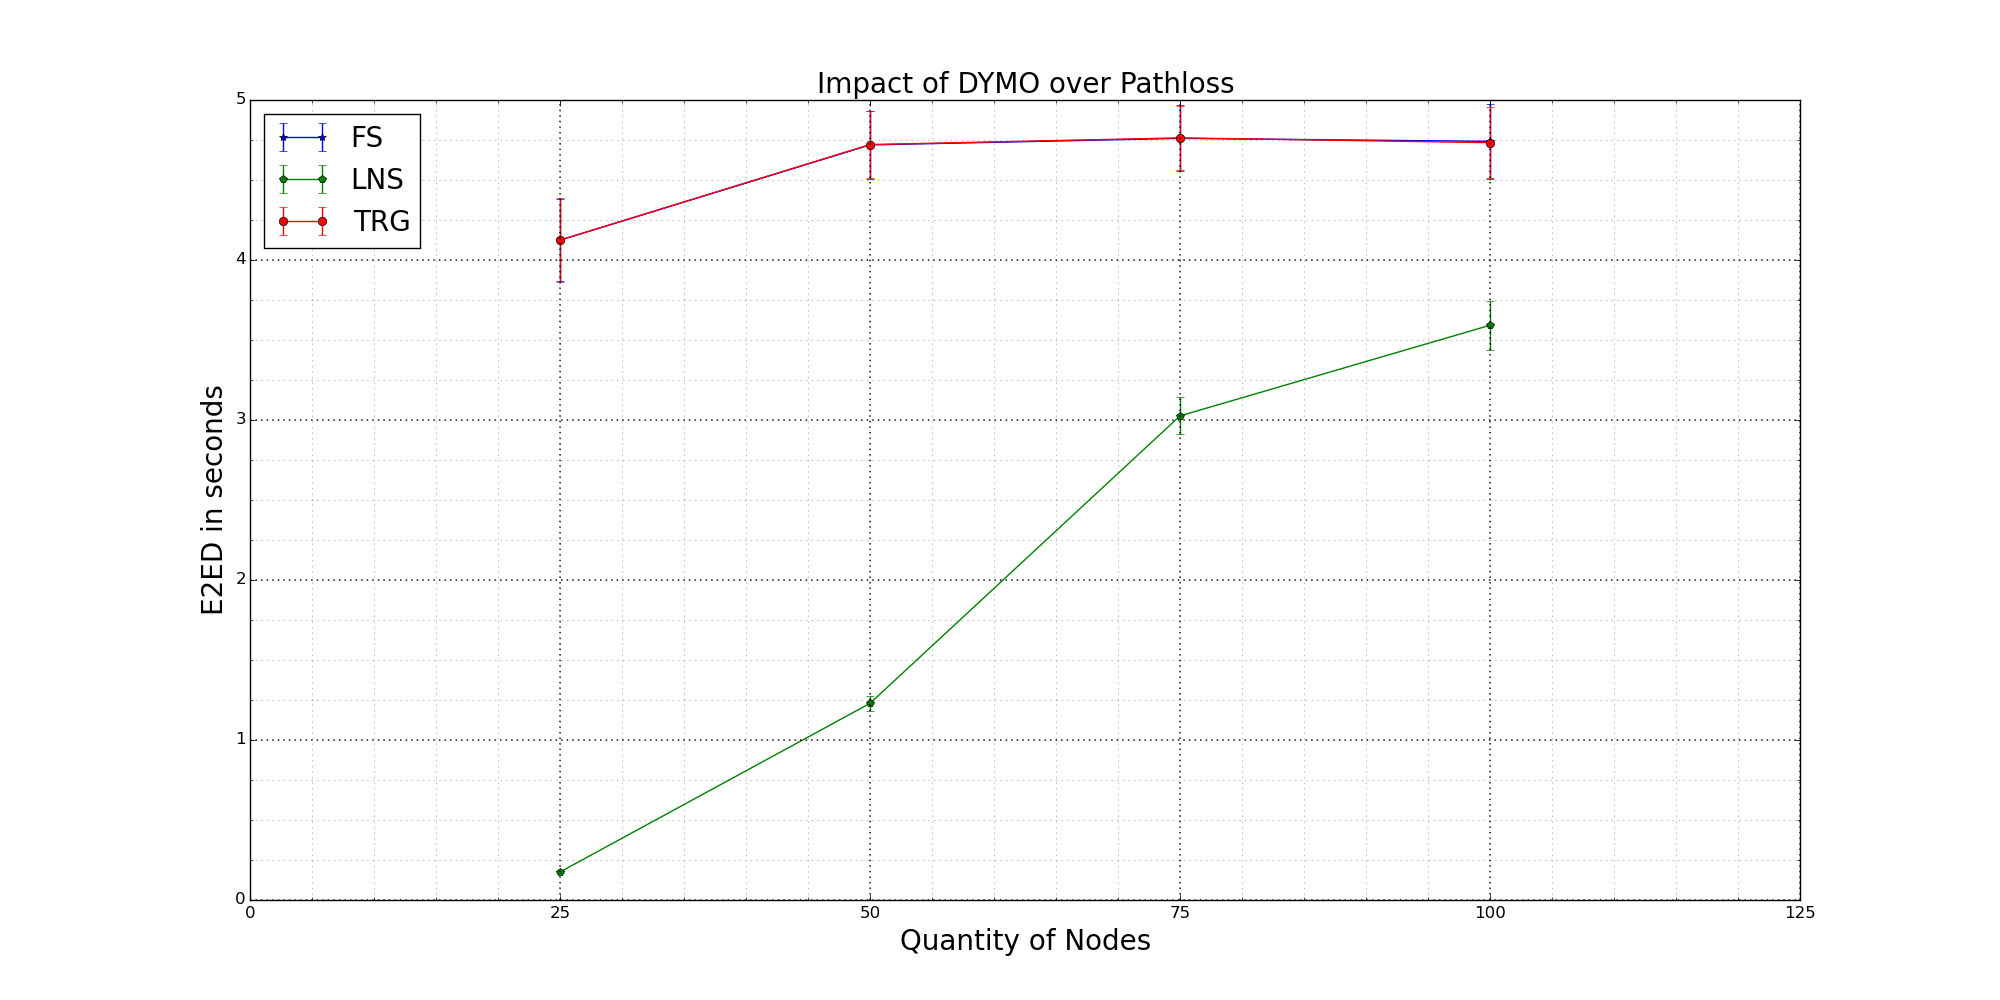 Impact of DYMO over Pathloss
FS
LNS
TRG
5
4
3
2
1
0
E2ED in seconds
0 25 50 75 100 125
Quantity of Nodes